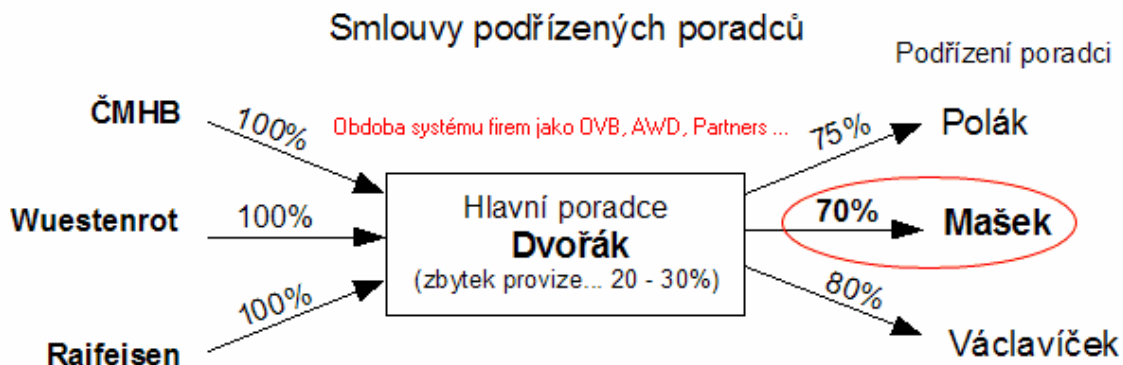 Smlouvy podřízených poradců
Podřízení poradci
ČMHB
100%
Obdoba systému firem jako OVB, AWD, Partners ...
75%
Polák
Wuestenrot
100%
Hlavní poradce
Dvořák
(zbytek provize... 20 - 30%)
70%
Mašek
100%
Raifeisen
80%
Václavíček